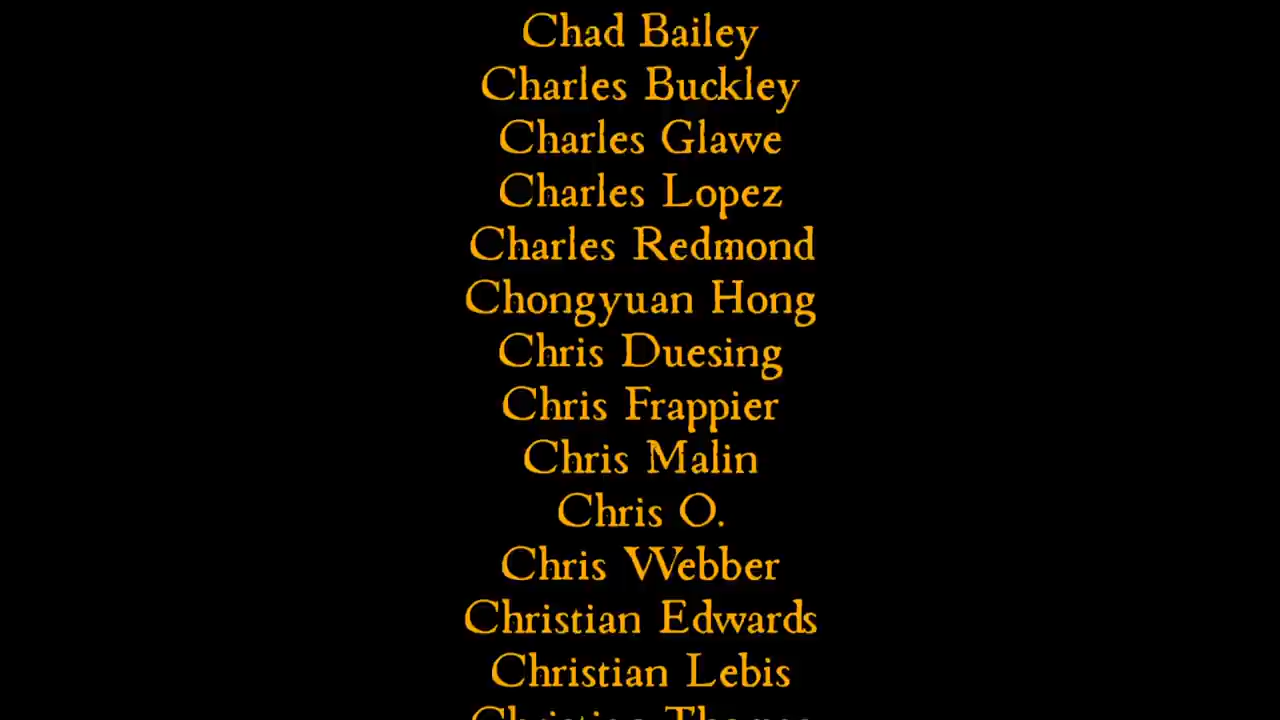 Chad Bailey
Charles Buckley
Charles Glawe
Charles Lopez
Charles Redmond
Chongyuan Hong
Chris Duesing
Chris Frappier
Chris Malin
Chris O.
Chris Webber
Christian Edwards
Christian Lebis